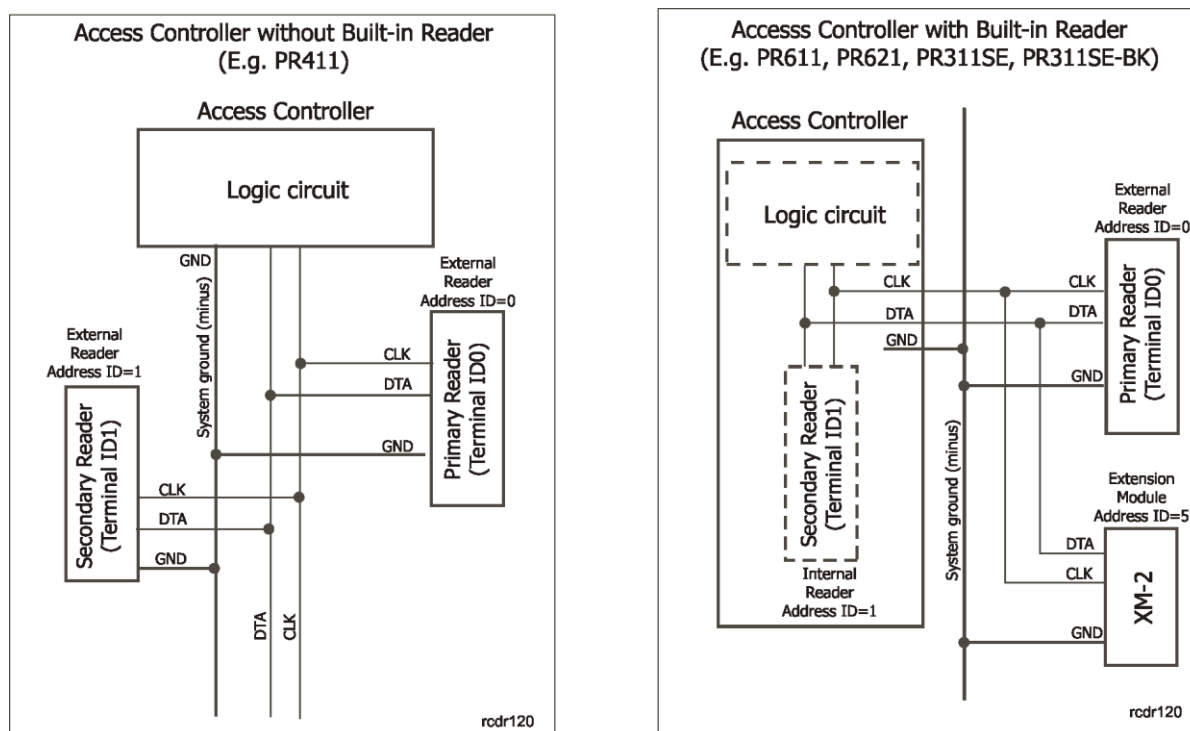 Access Controller without Built-in Reader
(E.g. PR411)
Access Controller
Logic circuit
GND
System ground (minus)
External
Reader
Address ID=0
CLK
DTA
GND
Primary Reader
(Terminal ID0)
External
Reader
Address ID=1
Secondary Reader
(Terminal ID1)
CLK
DTA
GND
DTA
CLK
rcdr120
Accesss Controller with Built-in Reader
(E.g. PR611, PR621, PR311SE, PR311SE-BK)
Access Controller
Logic circuit
External
Reader
Address ID=0
CLK
CLK
DTA
DTA
GND
GND
Primary Reader
(Terminal ID0)
Secondary Reader
(Terminal ID1)
Internal
Reader
Address ID=1
System ground (minus)
Extension
Module
Address ID=5
DTA
CLK
GND
XM-2
rcdr120